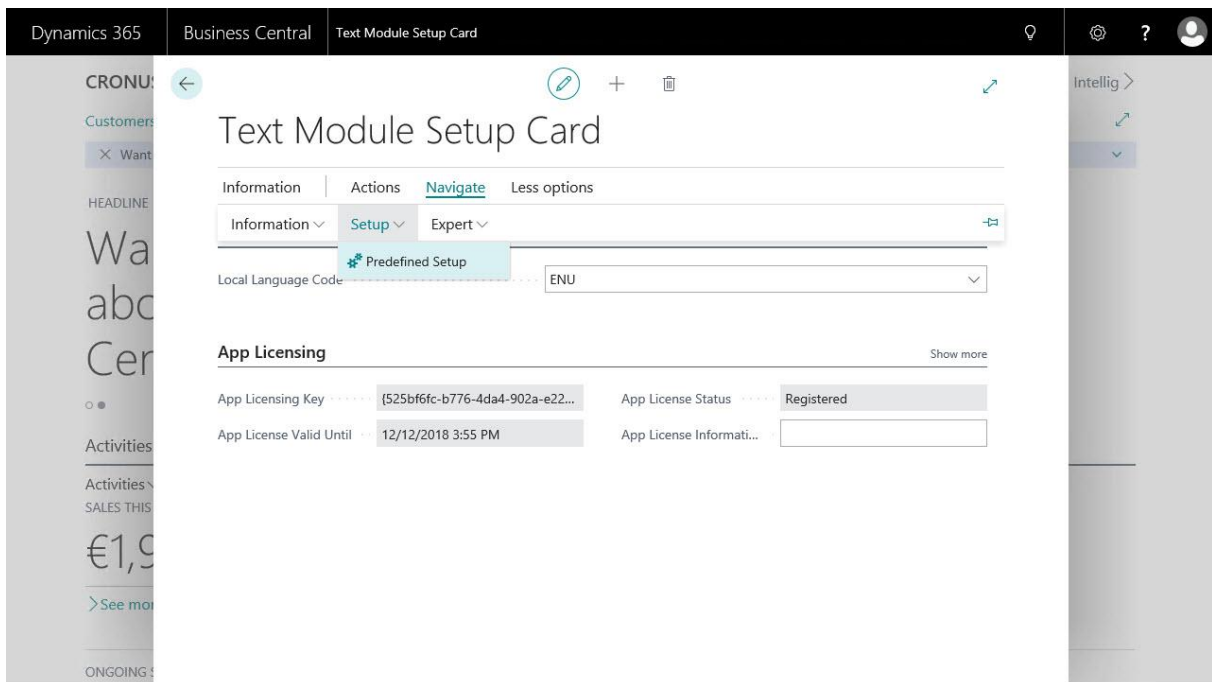 Dynamics 365 Business Central Text Module Setup Card ?
CRONUS Intellig
Customers
Want
HEADLINE
Wa
abo
Cer
Activities
Activities
SALES THIS
€1,9
See mor
ONGOING S
Text Module Setup Card
Information Actions Navigate Less options
Information Setup Expert
Predefined Setup
Local Language Code ENU
App Licensing Show more
App Licensing Key {525bf6fc-b776-4da4-902a-e22... App License Status Registered
App License Valid Until 12/12/2018 3:55 PM App License Informati...